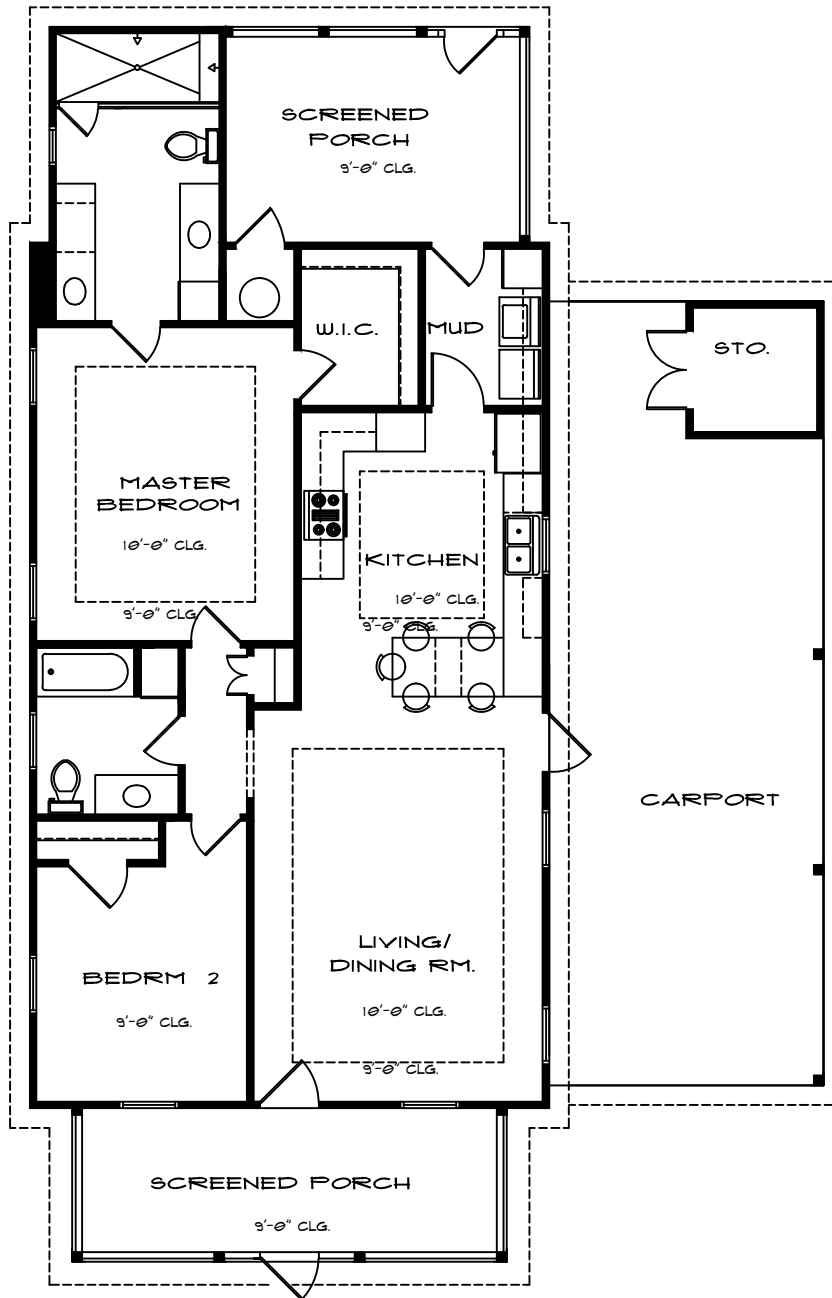 SCREENED
PORCH
9'-0" CLG.
W.I.C.
MUD
STO.
MASTER
BEDROOM
10'-0" CLG.
9'-0" CLG.
KITCHEN
10'-0" CLG.
9'-0" CLG.
CARPORT
LIVING/
DINING RM.
10'-0" CLG.
9'-0" CLG.
BEDRM 2
9'-0" CLG.
SCREENED PORCH
9'-0" CLG.